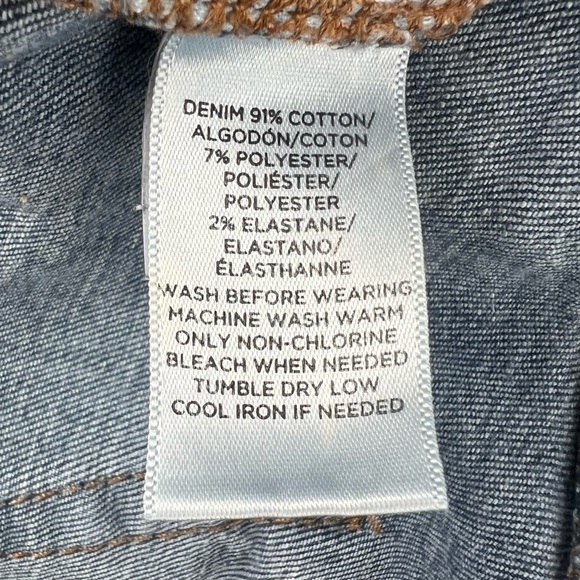 DENIM 91% COTTON/
ALGODÓN/COTON
7% POLYESTER/
POLIÉSTER/
POLYESTER
2% ELASTANE/
ELASTANO/
ÉLASTHANNE
WASH BEFORE WEARING
MACHINE WASH WARM
ONLY NON-CHLORINE
BLEACH WHEN NEEDED
TUMBLE DRY LOW
COOL IRON IF NEEDED